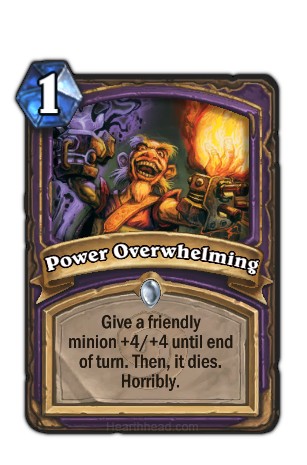 1
Power Overwhelming
Give a friendly
minion +4/+4 until end
of turn. Then, it dies.
Horribly.
Hearthhead.com